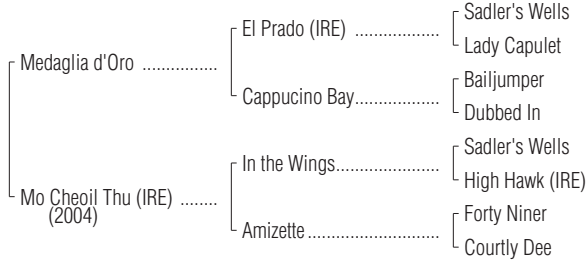 Sadler's Wells
El Prado (IRE) ..................
Lady Capulet
Medaglia d'Oro ................
Bailjumper
Cappucino Bay..................
Dubbed In
Sadler's Wells
In the Wings......................
High Hawk (IRE)
Mo Cheoil Thu (IRE) ........
(2004)
Forty Niner
Amizette ............................
Courtly Dee